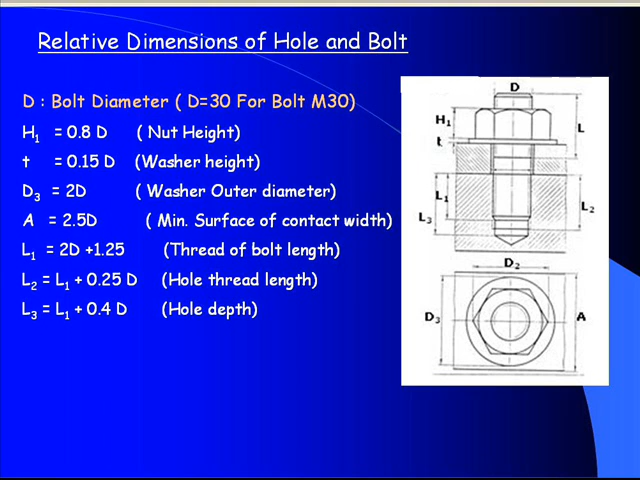 Relative Dimensions of Hole and Bolt
D : Bolt Diameter ( D=30 For Bolt M30)
H₁ = 0.8 D ( Nut Height)
t = 0.15 D (Washer height)
D₃ = 2D ( Washer Outer diameter)
A = 2.5D ( Min. Surface of contact width)
L₁ = 2D +1.25 (Thread of bolt length)
L₂ = L₁ + 0.25 D (Hole thread length)
L₃ = L₁ + 0.4 D (Hole depth)
D
H₁
L
t
L₁
L₃
L₂
D₂
D₃
A